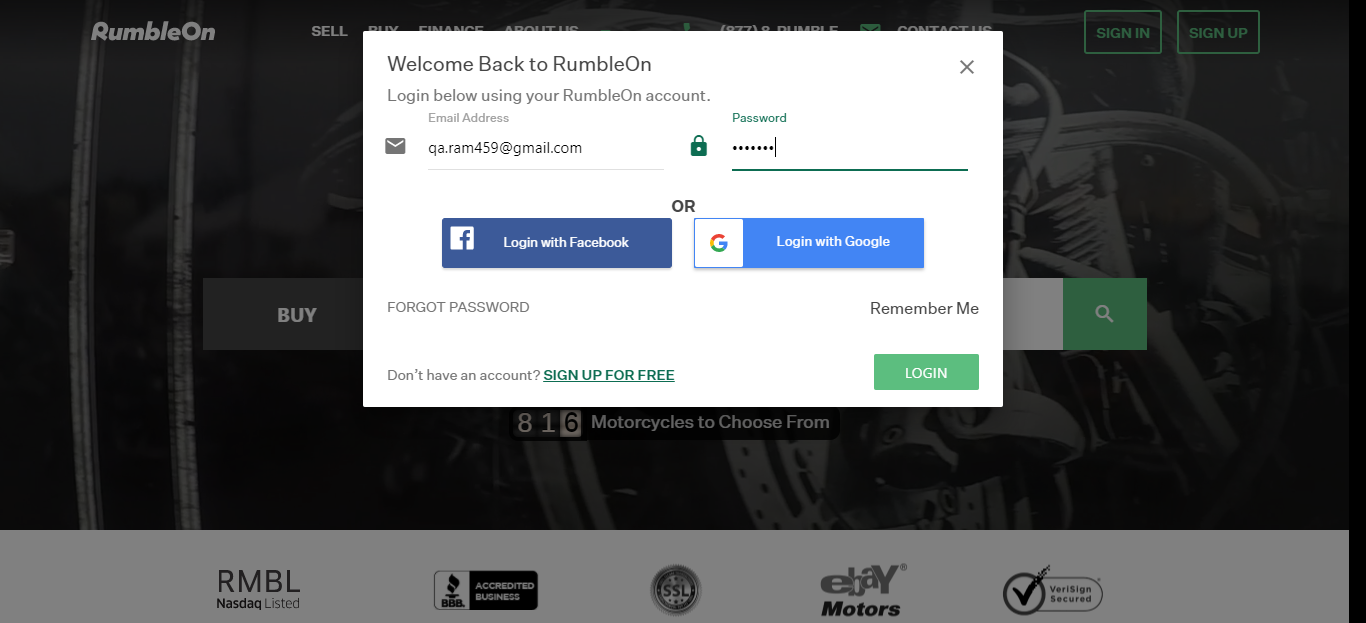 RumbleOn
SELL BUY FINANCE ABOUT US (877) 8-RUMBLE CONTACT US SIGN IN SIGN UP
Welcome Back to RumbleOn
Login below using your RumbleOn account.
Email Address Password
qa.ram459@gmail.com •••••••
OR
Login with Facebook Login with Google
BUY
FORGOT PASSWORD Remember Me
Don't have an account? SIGN UP FOR FREE LOGIN
816 Motorcycles to Choose From
RMBL
Nasdaq Listed
BBB.
ACCREDITED
BUSINESS
SSL
ebay®
Motors
VeriSign
Secured